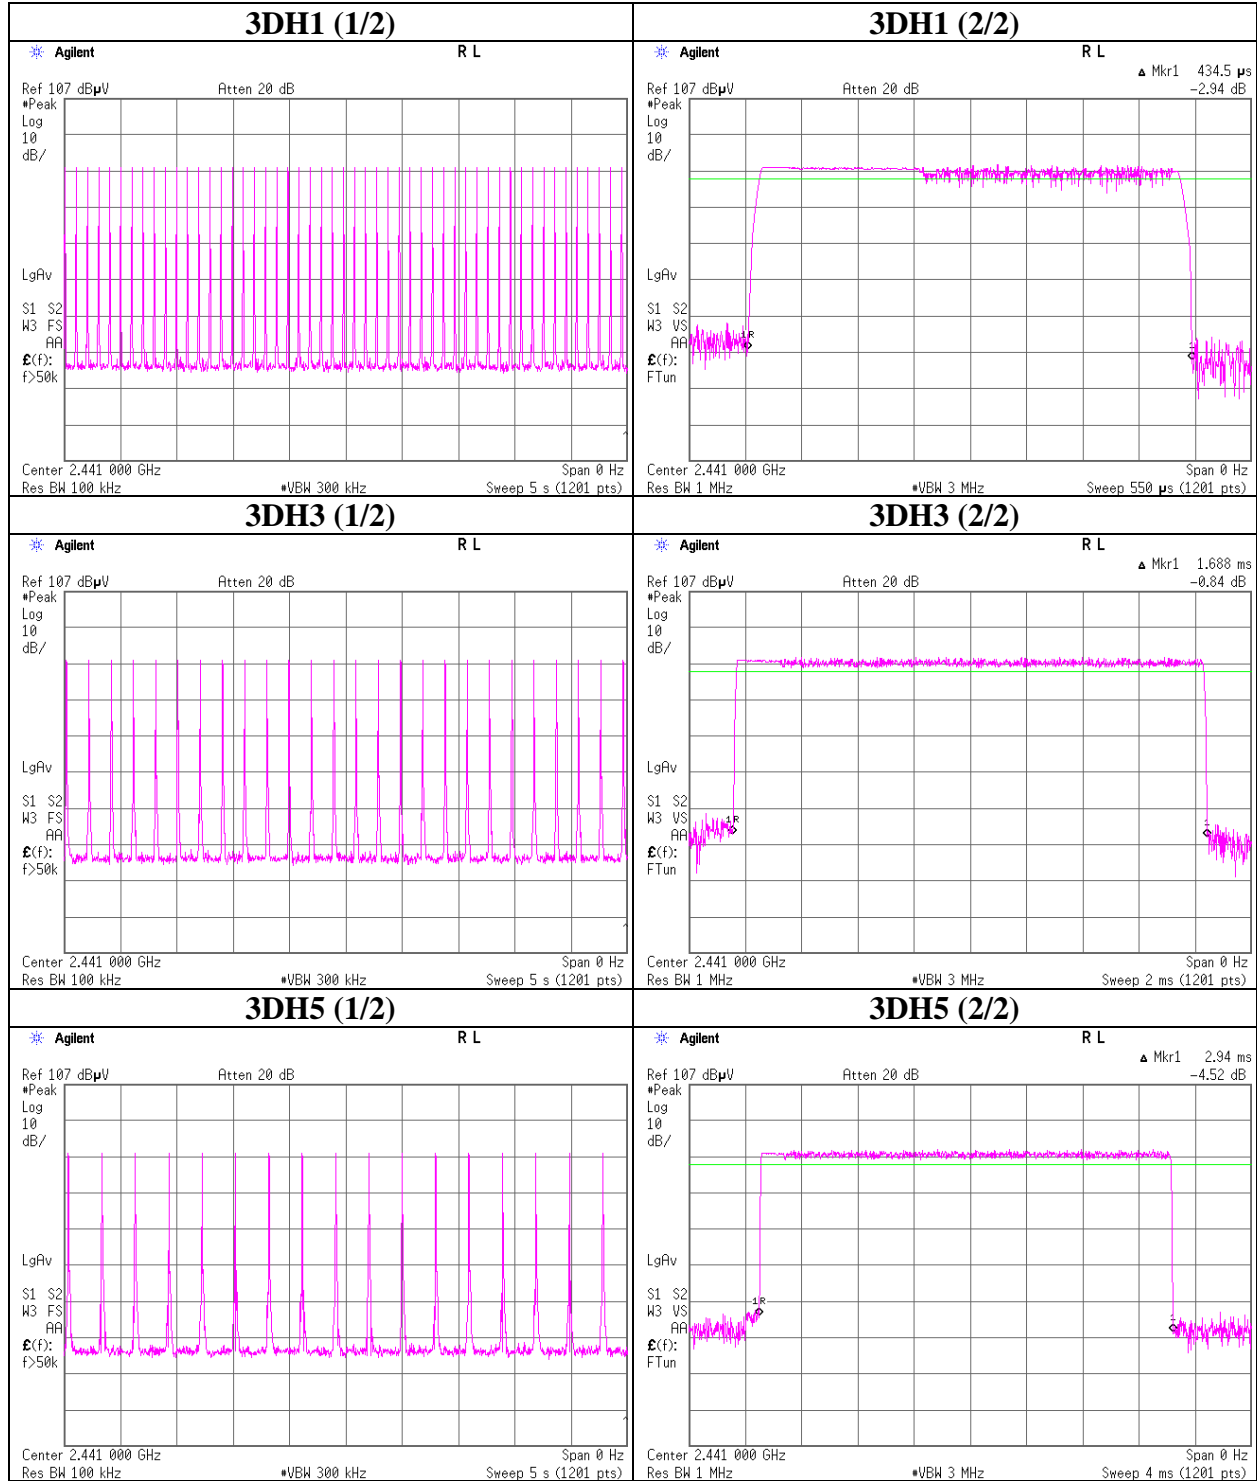 3DH1 (1/2)
Agilent
R L
Ref 107 dBµV
Atten 20 dB
#Peak
Log
10
dB/
LgAv
S1 S2
W3 FS
AA
£(f):
f>50k
Center 2.441 000 GHz
Span 0 Hz
Res BW 100 kHz
#VBW 300 kHz
Sweep 5 s (1201 pts)
3DH1 (2/2)
Agilent
R L
Δ Mkr1 434.5 µs
Ref 107 dBµV
Atten 20 dB
-2.94 dB
#Peak
Log
10
dB/
LgAv
S1 S2
W3 VS
AA
£(f):
FTun
1R
1
Center 2.441 000 GHz
Span 0 Hz
Res BW 1 MHz
#VBW 3 MHz
Sweep 550 µs (1201 pts)
3DH3 (1/2)
Agilent
R L
Ref 107 dBµV
Atten 20 dB
#Peak
Log
10
dB/
LgAv
S1 S2
W3 FS
AA
£(f):
f>50k
Center 2.441 000 GHz
Span 0 Hz
Res BW 100 kHz
#VBW 300 kHz
Sweep 5 s (1201 pts)
3DH3 (2/2)
Agilent
R L
Δ Mkr1 1.688 ms
Ref 107 dBµV
Atten 20 dB
-0.84 dB
#Peak
Log
10
dB/
LgAv
S1 S2
W3 VS
AA
£(f):
FTun
1R
1
Center 2.441 000 GHz
Span 0 Hz
Res BW 1 MHz
#VBW 3 MHz
Sweep 2 ms (1201 pts)
3DH5 (1/2)
Agilent
R L
Ref 107 dBµV
Atten 20 dB
#Peak
Log
10
dB/
LgAv
S1 S2
W3 FS
AA
£(f):
f>50k
Center 2.441 000 GHz
Span 0 Hz
Res BW 100 kHz
#VBW 300 kHz
Sweep 5 s (1201 pts)
3DH5 (2/2)
Agilent
R L
Δ Mkr1 2.94 ms
Ref 107 dBµV
Atten 20 dB
-4.52 dB
#Peak
Log
10
dB/
LgAv
S1 S2
W3 VS
AA
£(f):
FTun
1R
1
Center 2.441 000 GHz
Span 0 Hz
Res BW 1 MHz
#VBW 3 MHz
Sweep 4 ms (1201 pts)